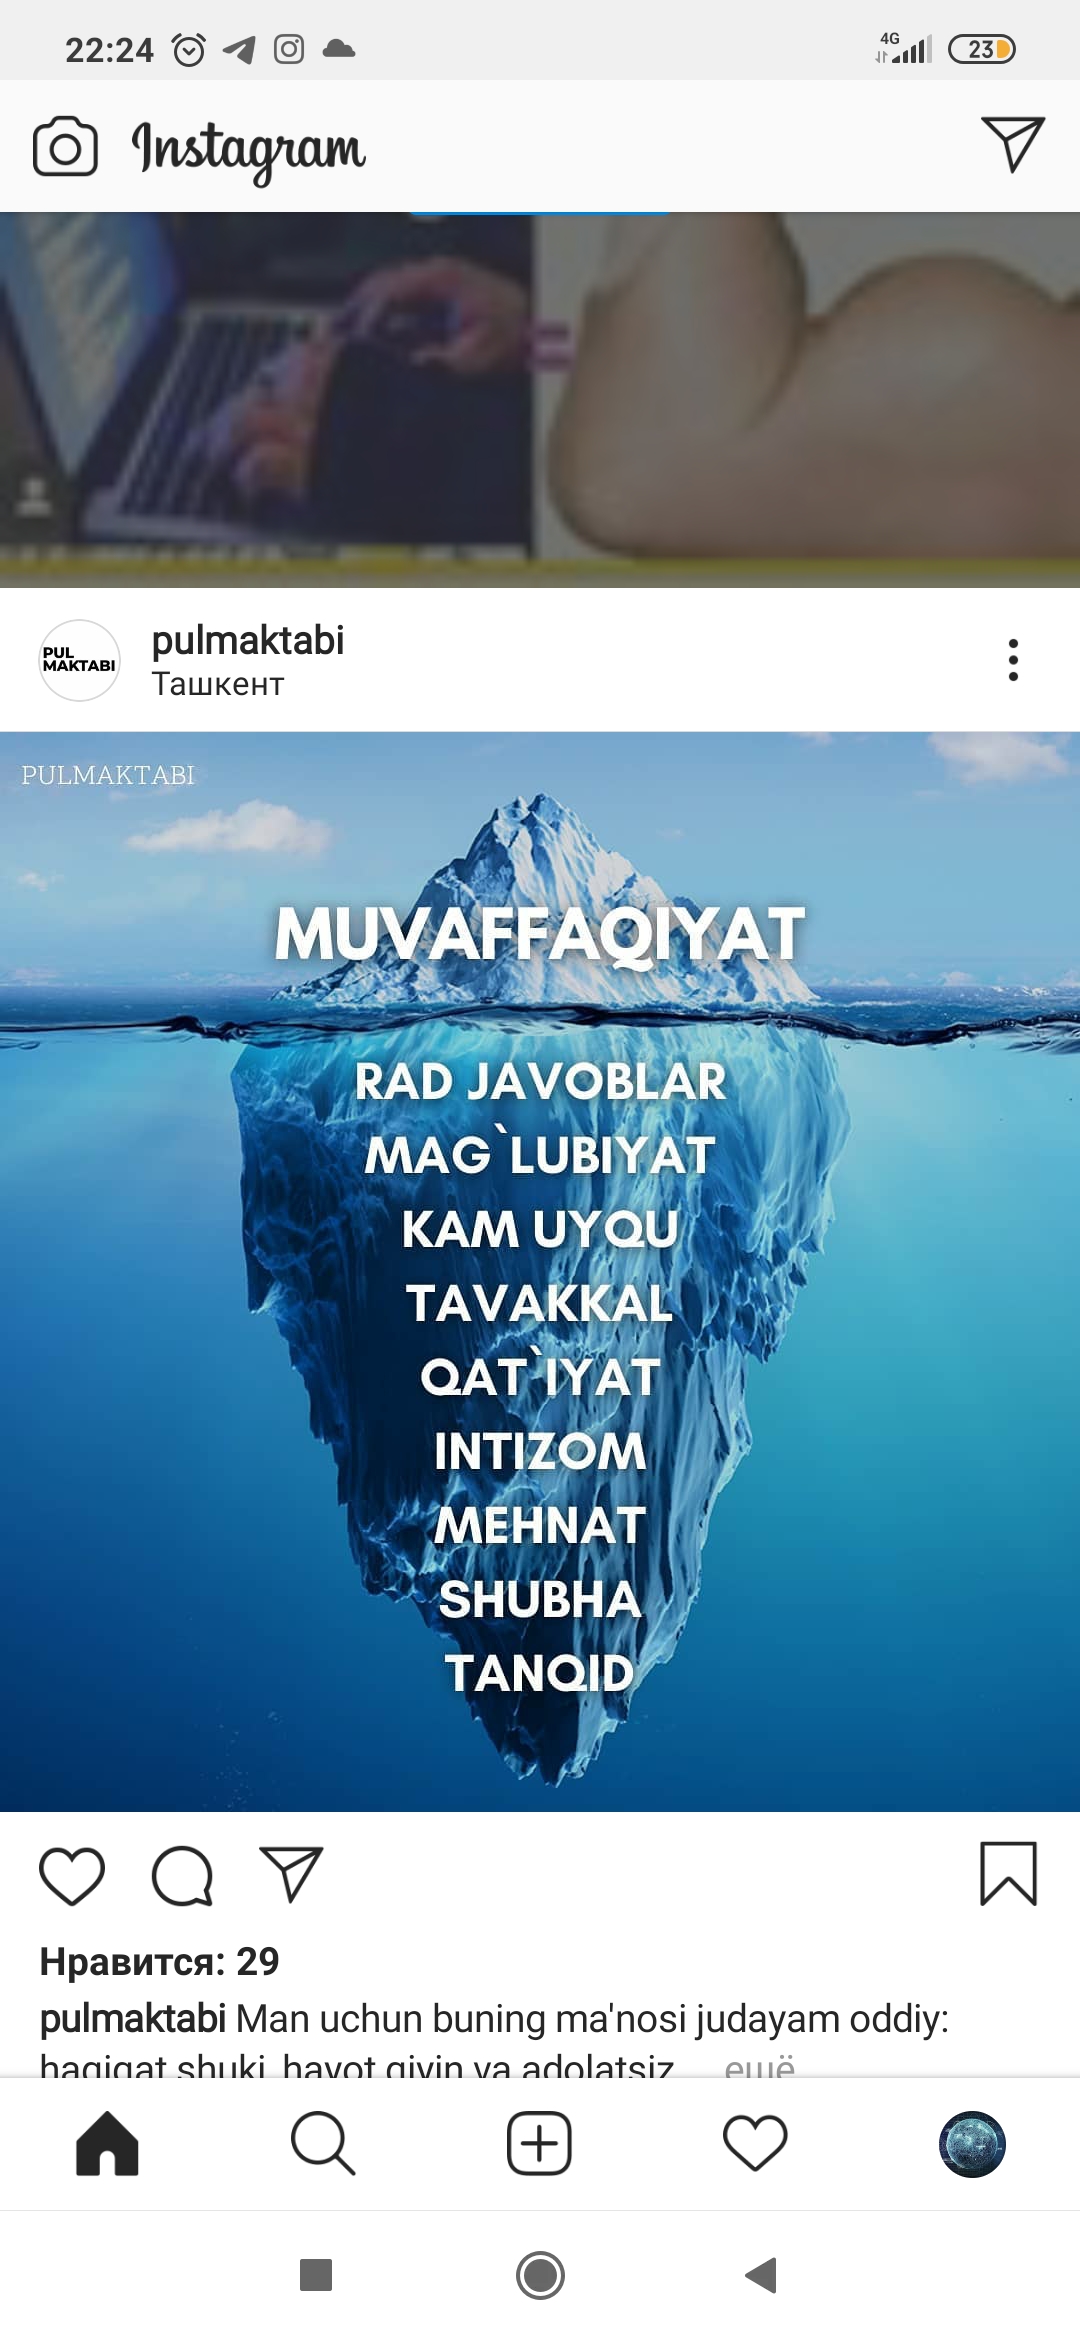 22:24
4G
23
Instagram
=
PUL
MAKTABI
pulmaktabi
Ташкент
PULMAKTABI
MUVAFFAQIYAT
RAD JAVOBLAR
MAG`LUBIYAT
KAM UYQU
TAVAKKAL
QAT`IYAT
INTIZOM
MEHNAT
SHUBHA
TANQID
Нравится: 29
pulmaktabi Man uchun buning ma'nosi judayam oddiy:
haqiqat shuki, hayot qiyin va adolatsiz... ещё